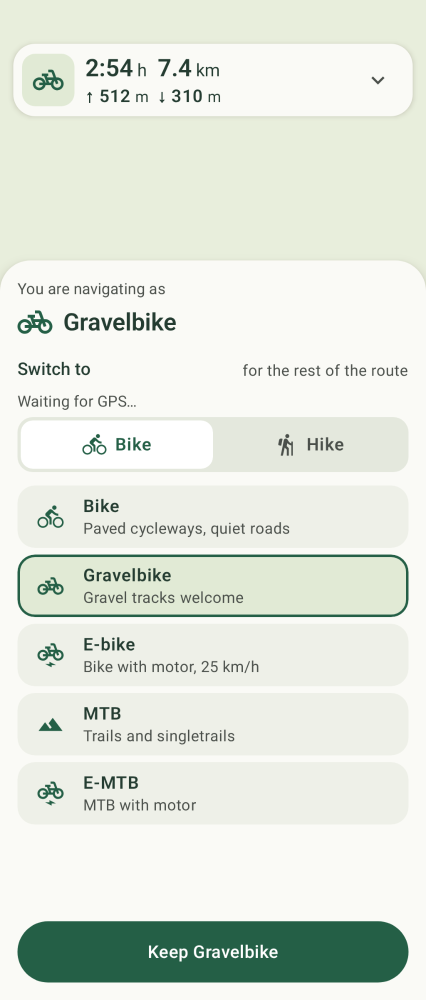 2:54 h 7.4 km
↑ 512 m ↓ 310 m
You are navigating as
Gravelbike
Switch to for the rest of the route
Waiting for GPS…
Bike Hike
Bike
Paved cycleways, quiet roads
Gravelbike
Gravel tracks welcome
E-bike
Bike with motor, 25 km/h
MTB
Trails and singletrails
E-MTB
MTB with motor
Keep Gravelbike